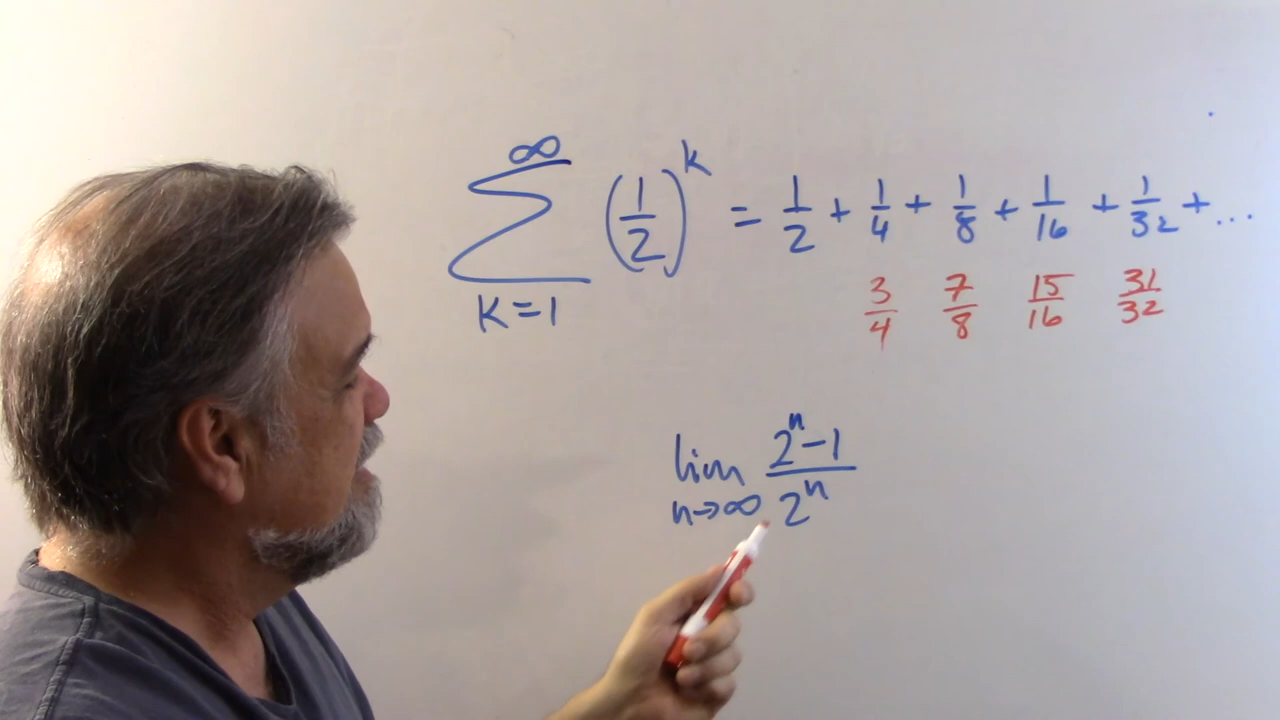 ∞
∑ (1/2)^k = 1/2 + 1/4 + 1/8 + 1/16 + 1/32 + ...
k=1
3/4 7/8 15/16 31/32
lim (2^n-1)/2^n
n→∞